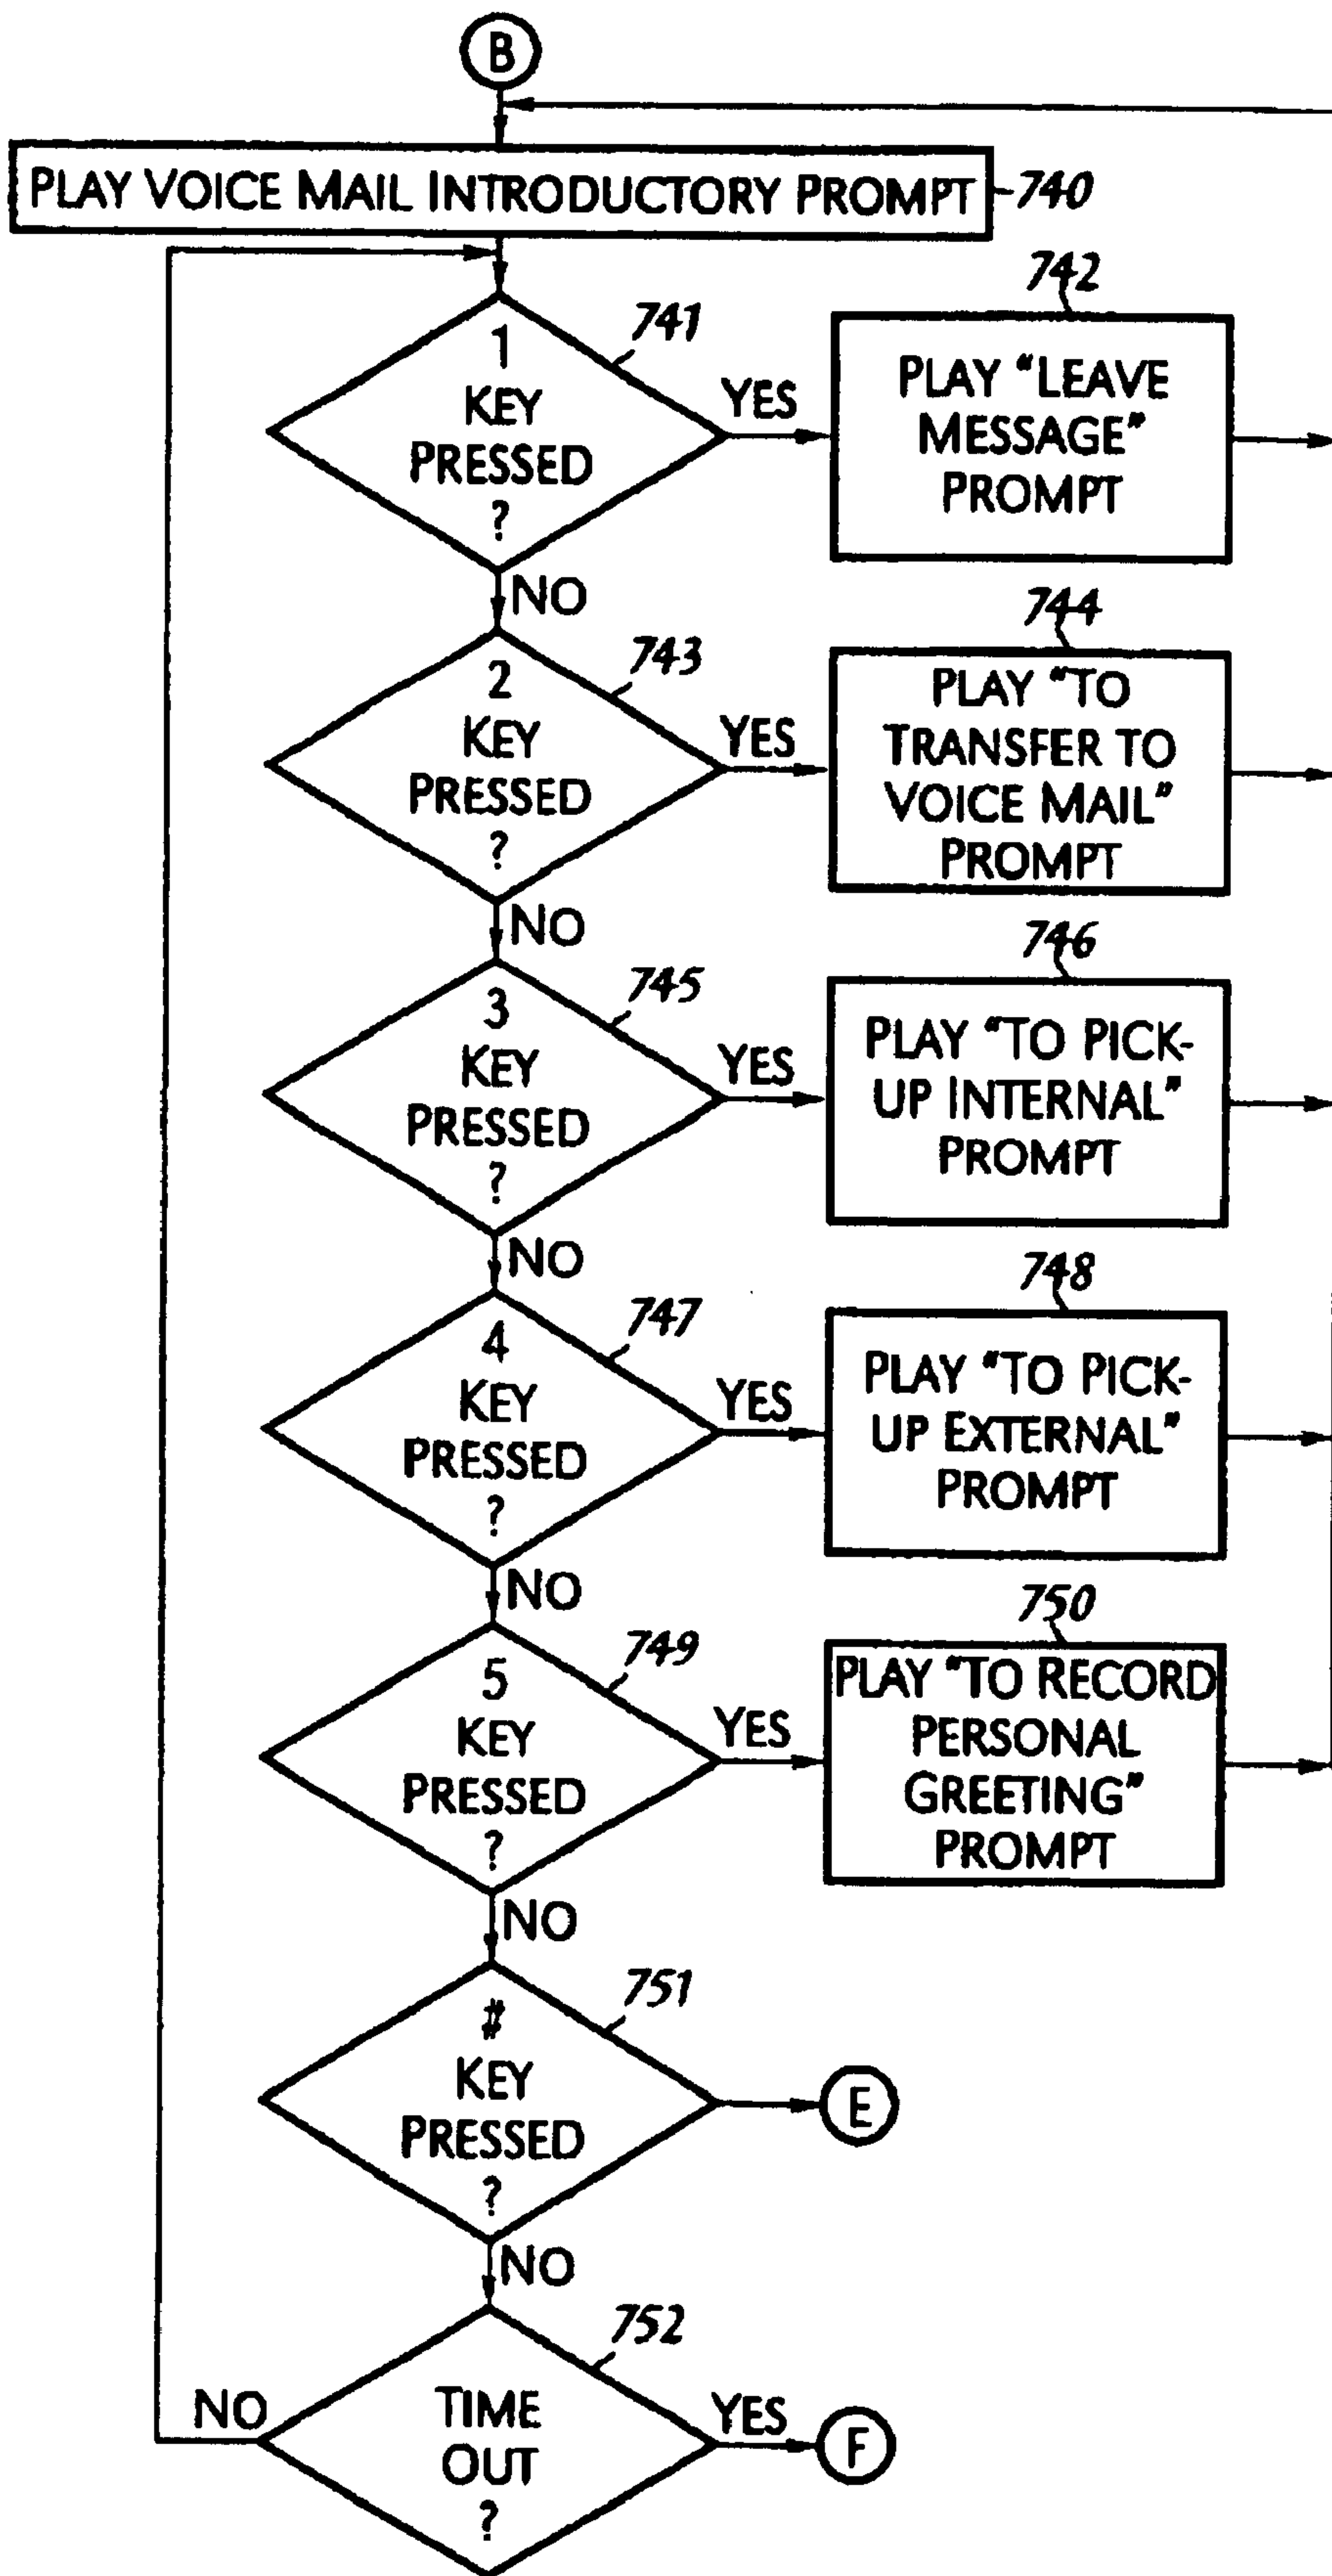 B
PLAY VOICE MAIL INTRODUCTORY PROMPT
740
1
KEY
PRESSED
?
741
YES
742
PLAY "LEAVE
MESSAGE"
PROMPT
NO
2
KEY
PRESSED
?
743
YES
744
PLAY "TO
TRANSFER TO
VOICE MAIL"
PROMPT
NO
3
KEY
PRESSED
?
745
YES
746
PLAY "TO PICK-
UP INTERNAL"
PROMPT
NO
4
KEY
PRESSED
?
747
YES
748
PLAY "TO PICK-
UP EXTERNAL"
PROMPT
NO
5
KEY
PRESSED
?
749
YES
750
PLAY "TO RECORD
PERSONAL
GREETING"
PROMPT
NO
#
KEY
PRESSED
?
751
E
NO
TIME
OUT
?
752
NO
YES
F